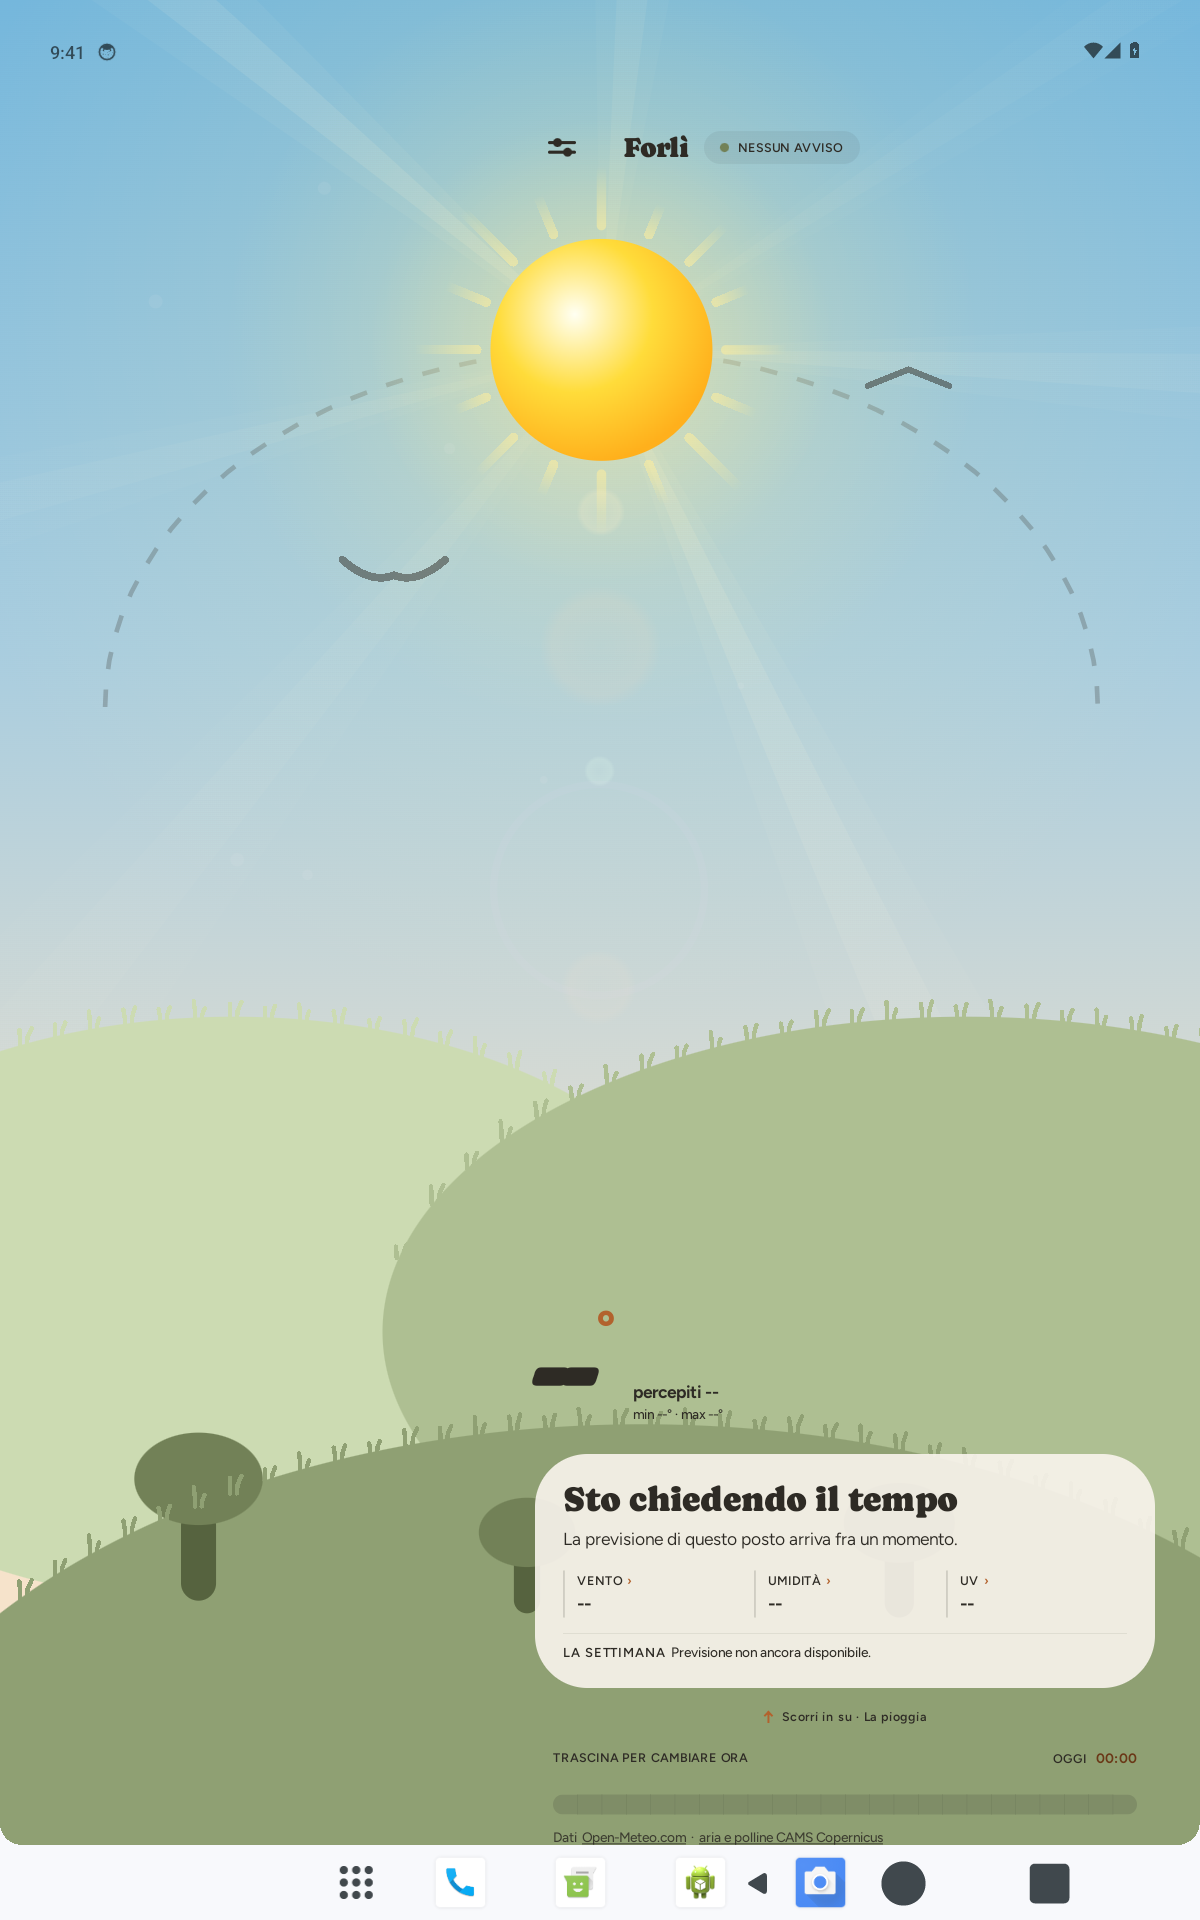 9:41
Forlì
NESSUN AVVISO
--
percepiti --
min --° · max --°
Sto chiedendo il tempo
La previsione di questo posto arriva fra un momento.
VENTO › UMIDITÀ › UV ›
-- -- --
LA SETTIMANA Previsione non ancora disponibile.
↑ Scorri in su · La pioggia
TRASCINA PER CAMBIARE ORA OGGI 00:00
Dati Open-Meteo.com · aria e polline CAMS Copernicus